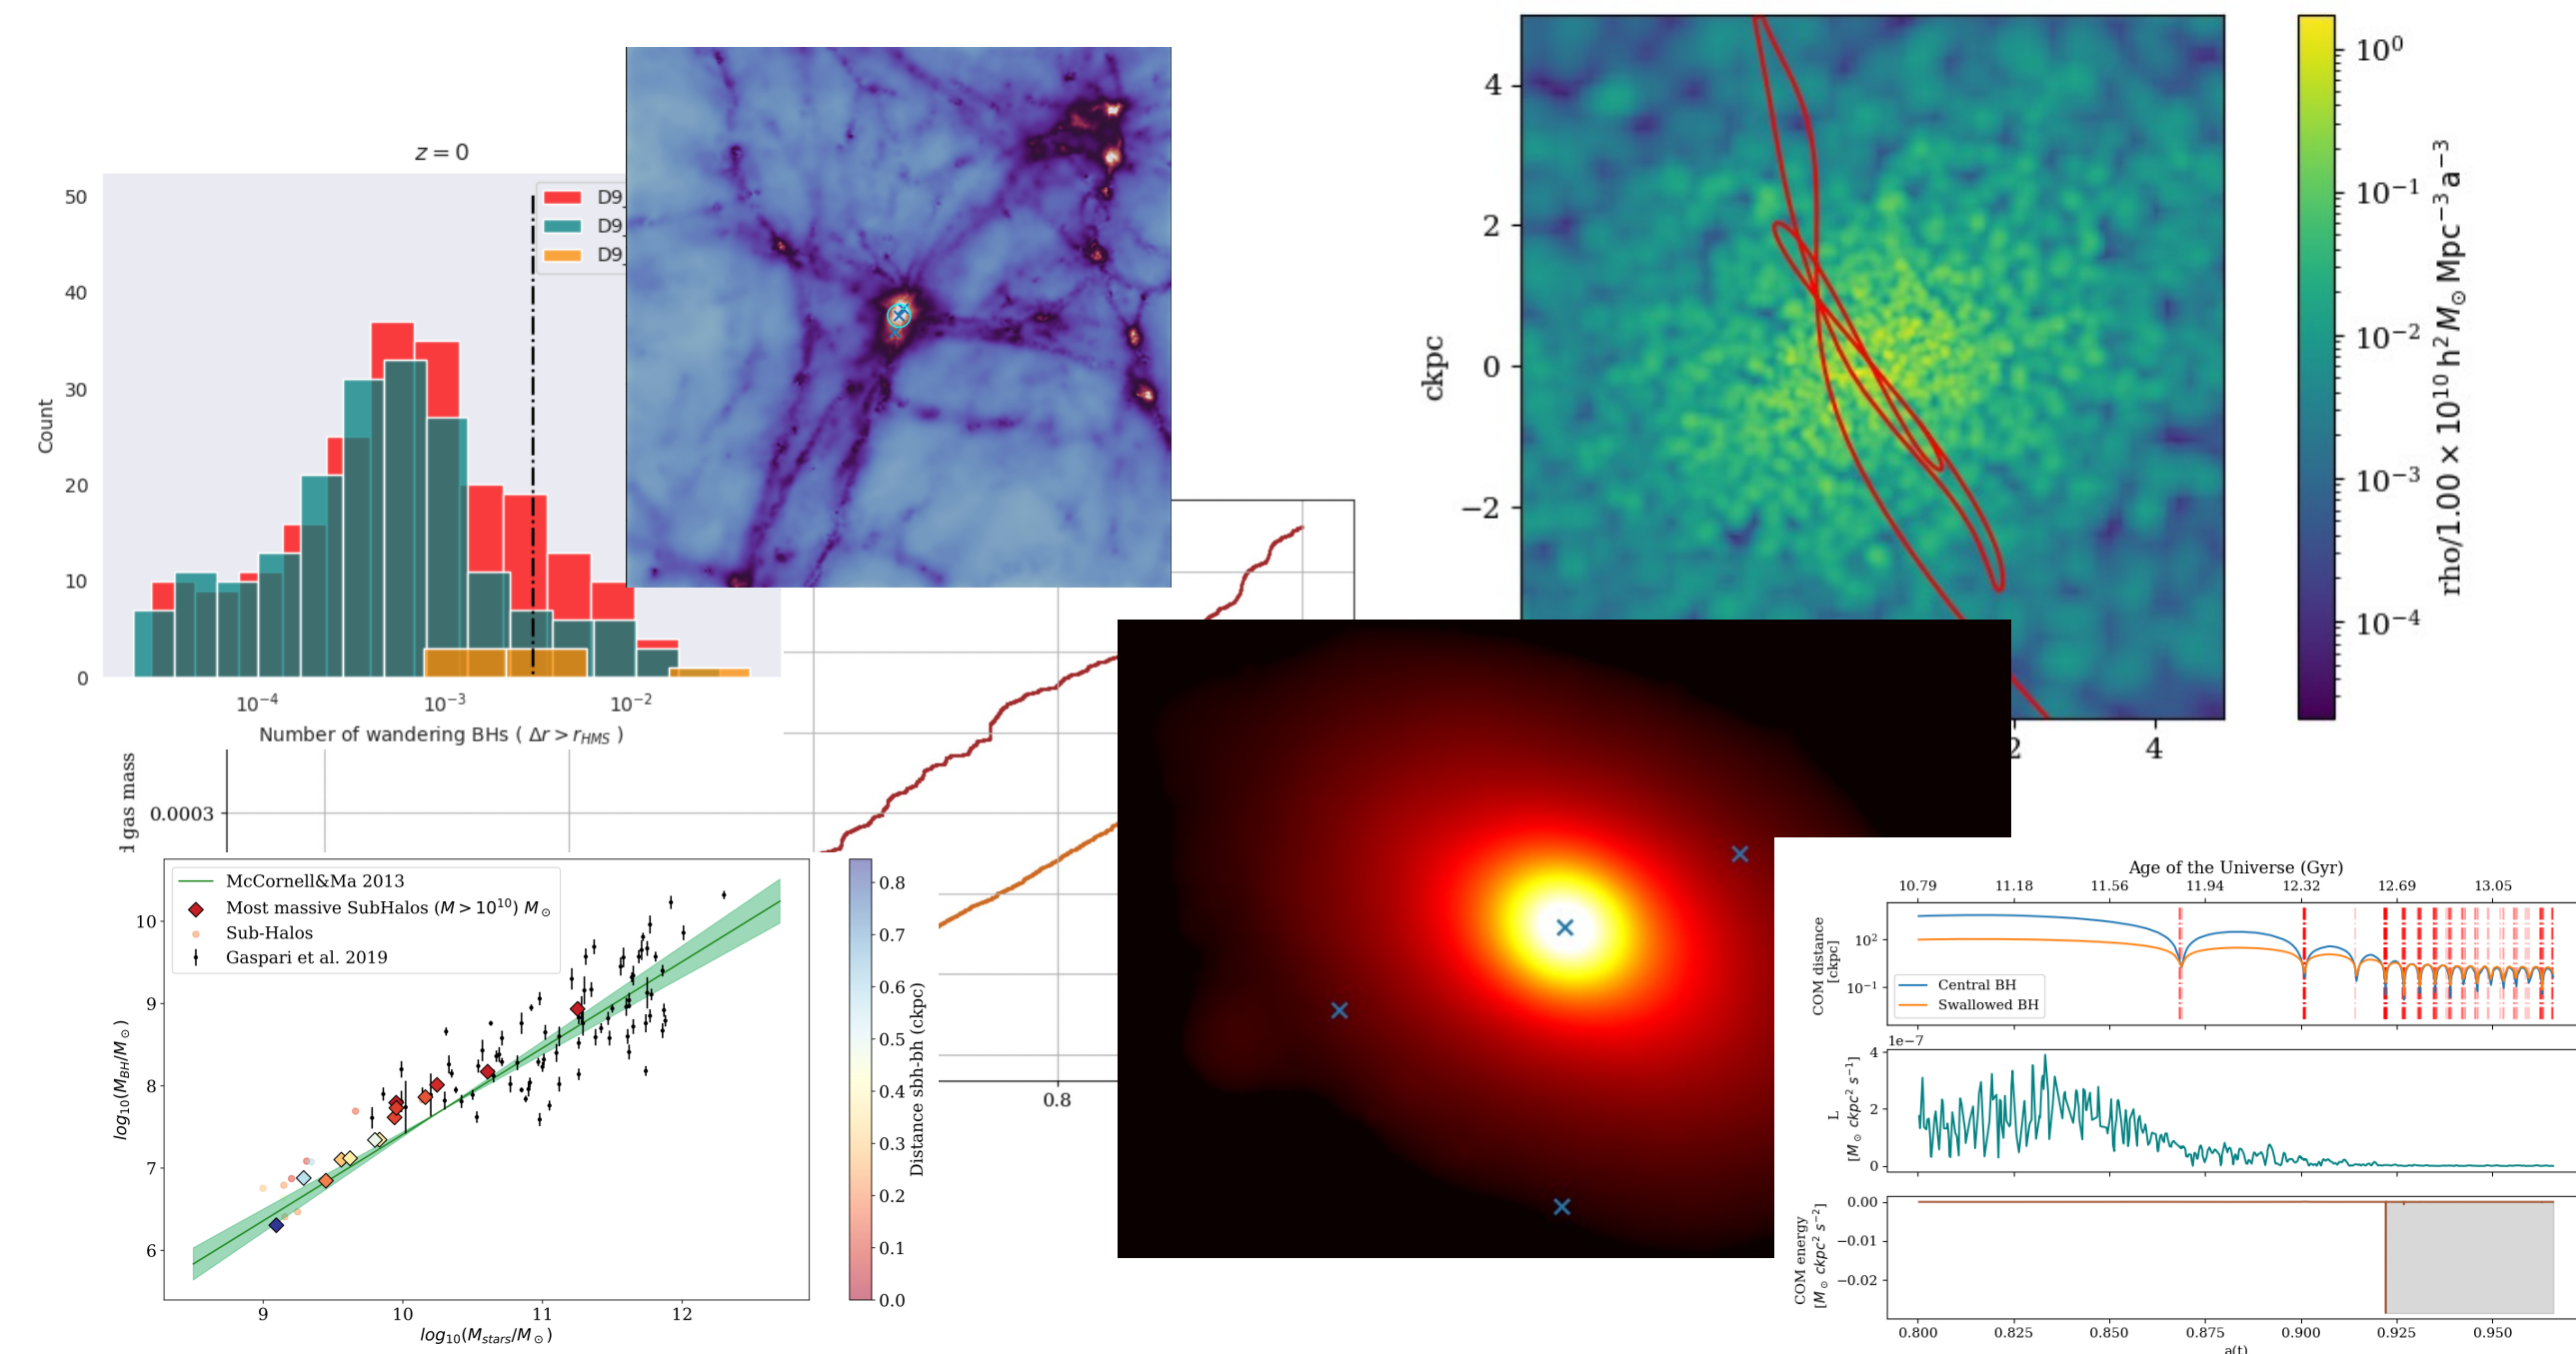 z = 0
50
40
30
20
10
0
Count
D9
D9
D9
10⁻⁴
10⁻³
10⁻²
Number of wandering BHs ( Δr > r_HMS )
4
2
0
−2
ckpc
2
4
10⁰
10⁻¹
10⁻²
10⁻³
10⁻⁴
rho/1.00 × 10¹⁰ h² M⊙ Mpc⁻³ a⁻³
d gas mass
0.0003
0.8
McCornell&Ma 2013
Most massive SubHalos (M > 10¹⁰) M⊙
Sub-Halos
Gaspari et al. 2019
10
9
8
7
6
log₁₀(M_BH/M⊙)
9
10
11
12
log₁₀(M_stars/M⊙)
0.8
0.7
0.6
0.5
0.4
0.3
0.2
0.1
0.0
Distance sbh-bh (ckpc)
Age of the Universe (Gyr)
10.79
11.18
11.56
11.94
12.32
12.69
13.05
COM distance
[ckpc]
10²
10⁻¹
Central BH
Swallowed BH
1e−7
4
2
0
L
[M⊙ ckpc² s⁻¹]
0.00
−0.01
−0.02
COM energy
[M⊙ ckpc² s⁻²]
0.800
0.825
0.850
0.875
0.900
0.925
0.950
a(t)